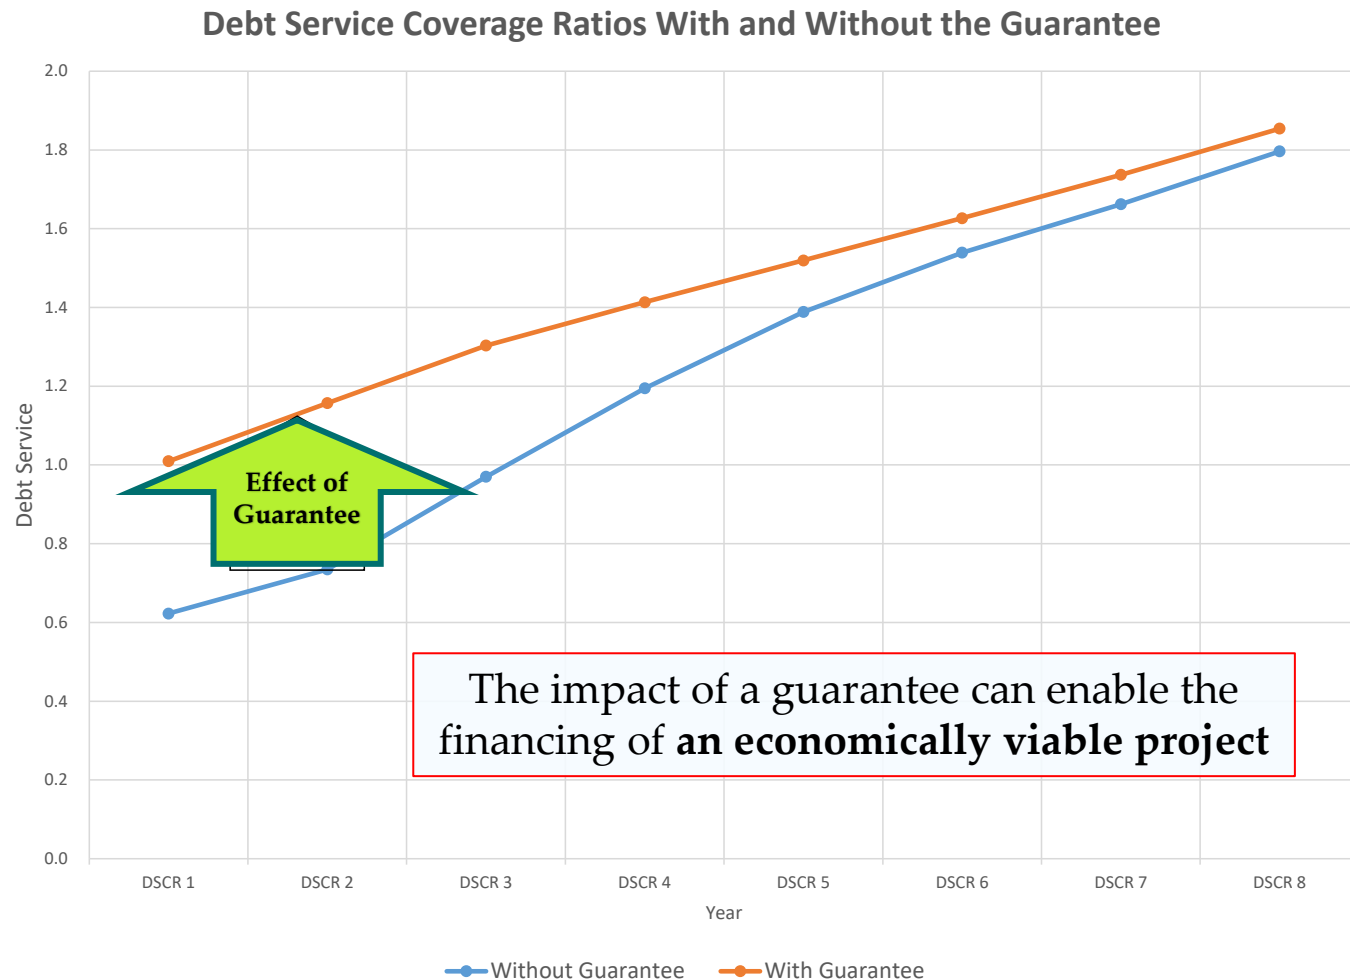 Debt Service Coverage Ratios With and Without the Guarantee
2.0
1.8
1.6
1.4
1.2
1.0
0.8
0.6
0.4
0.2
0.0
Debt Service
Effect of
Guarantee
The impact of a guarantee can enable the
financing of an economically viable project
DSCR 1
DSCR 2
DSCR 3
DSCR 4
DSCR 5
DSCR 6
DSCR 7
DSCR 8
Year
Without Guarantee
With Guarantee